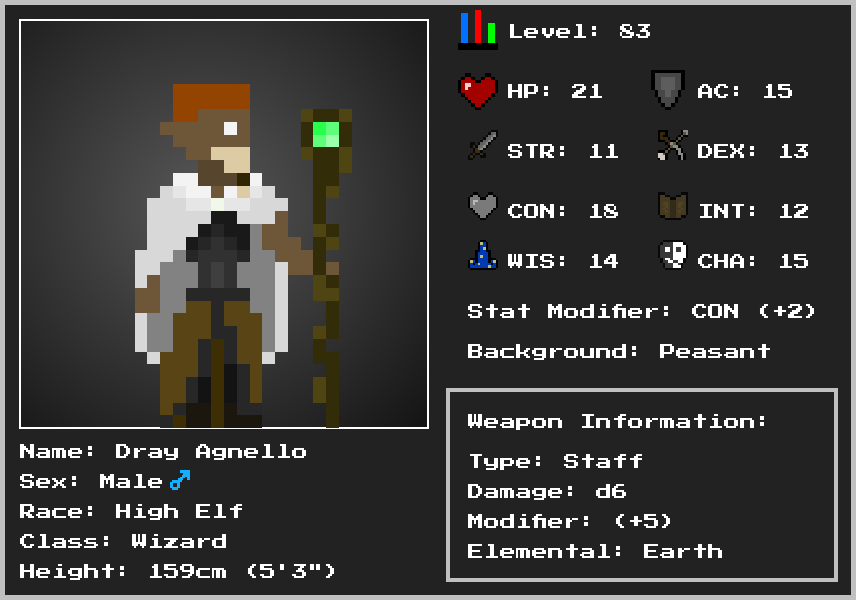 Level: 83
HP: 21 AC: 15
STR: 11 DEX: 13
CON: 18 INT: 12
WIS: 14 CHA: 15
Stat Modifier: CON (+2)
Background: Peasant
Weapon Information:
Type: Staff
Damage: d6
Modifier: (+5)
Elemental: Earth
Name: Dray Agnello
Sex: Male♂
Race: High Elf
Class: Wizard
Height: 159cm (5'3")